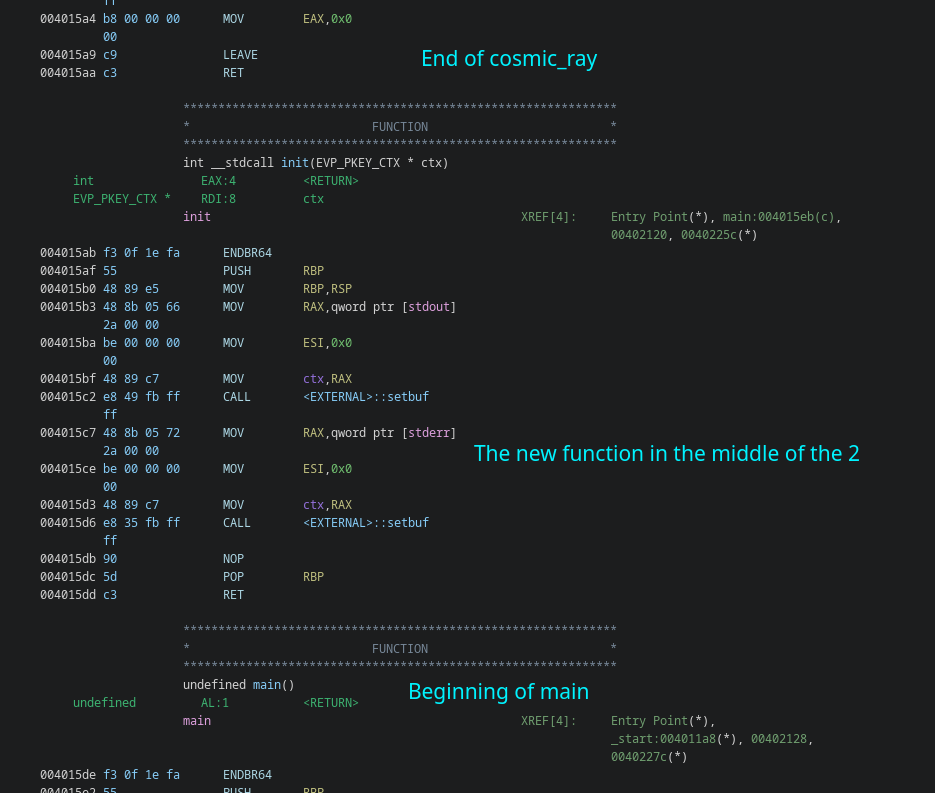 ff
004015a4 b8 00 00 00 MOV EAX,0x0
00
004015a9 c9 LEAVE
End of cosmic_ray
004015aa c3 RET
*************************************************************
* FUNCTION *
*************************************************************
int __stdcall init(EVP_PKEY_CTX * ctx)
int EAX:4 <RETURN>
EVP_PKEY_CTX * RDI:8 ctx
init XREF[4]: Entry Point(*), main:004015eb(c),
00402120, 0040225c(*)
004015ab f3 0f 1e fa ENDBR64
004015af 55 PUSH RBP
004015b0 48 89 e5 MOV RBP,RSP
004015b3 48 8b 05 66 MOV RAX,qword ptr [stdout]
2a 00 00
004015ba be 00 00 00 MOV ESI,0x0
00
004015bf 48 89 c7 MOV ctx,RAX
004015c2 e8 49 fb ff CALL <EXTERNAL>::setbuf
ff
004015c7 48 8b 05 72 MOV RAX,qword ptr [stderr]
2a 00 00
The new function in the middle of the 2
004015ce be 00 00 00 MOV ESI,0x0
00
004015d3 48 89 c7 MOV ctx,RAX
004015d6 e8 35 fb ff CALL <EXTERNAL>::setbuf
ff
004015db 90 NOP
004015dc 5d POP RBP
004015dd c3 RET
*************************************************************
* FUNCTION *
*************************************************************
undefined main()
Beginning of main
undefined AL:1 <RETURN>
main XREF[4]: Entry Point(*),
_start:004011a8(*), 00402128,
0040227c(*)
004015de f3 0f 1e fa ENDBR64
004015e2 55 PUSH RBP